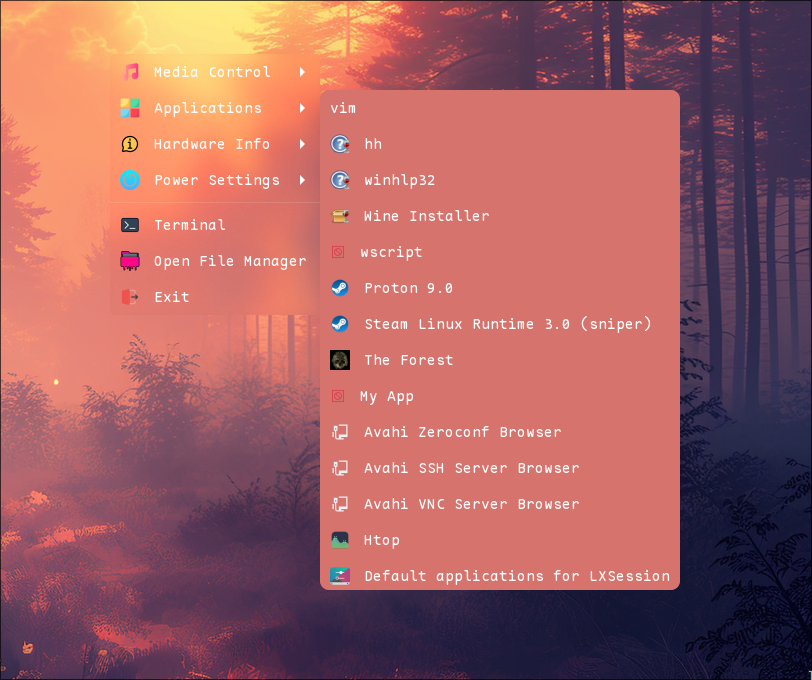 Media Control
Applications
Hardware Info
Power Settings
Terminal
Open File Manager
Exit
vim
hh
winhlp32
Wine Installer
wscript
Proton 9.0
Steam Linux Runtime 3.0 (sniper)
The Forest
My App
Avahi Zeroconf Browser
Avahi SSH Server Browser
Avahi VNC Server Browser
Htop
Default applications for LXSession